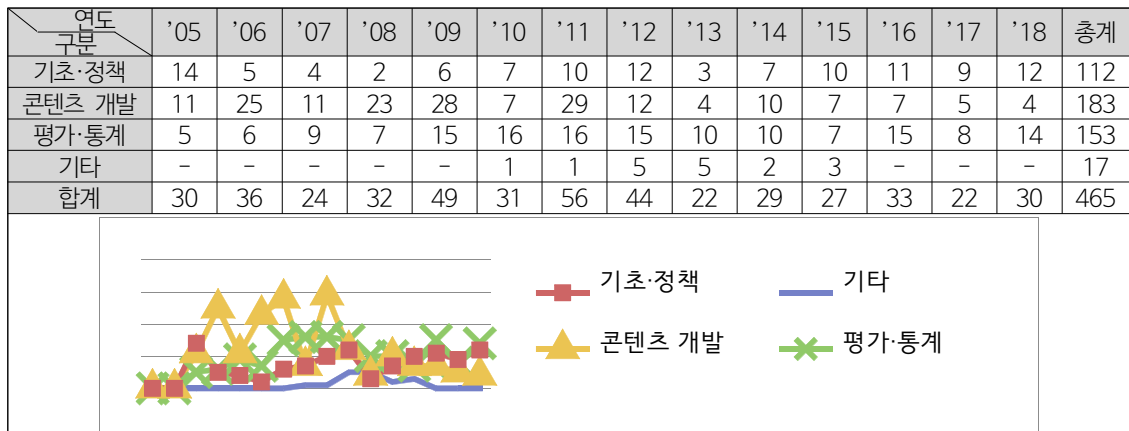 연도 구분 '05 '06 '07 '08 '09 '10 '11 '12 '13 '14 '15 '16 '17 '18 총계
기초·정책 14 5 4 2 6 7 10 12 3 7 10 11 9 12 112
콘텐츠 개발 11 25 11 23 28 7 29 12 4 10 7 7 5 4 183
평가·통계 5 6 9 7 15 16 16 15 10 10 7 15 8 14 153
기타 - - - - - 1 1 5 5 2 3 - - - 17
합계 30 36 24 32 49 31 56 44 22 29 27 33 22 30 465
기초·정책 기타
콘텐츠 개발 평가·통계